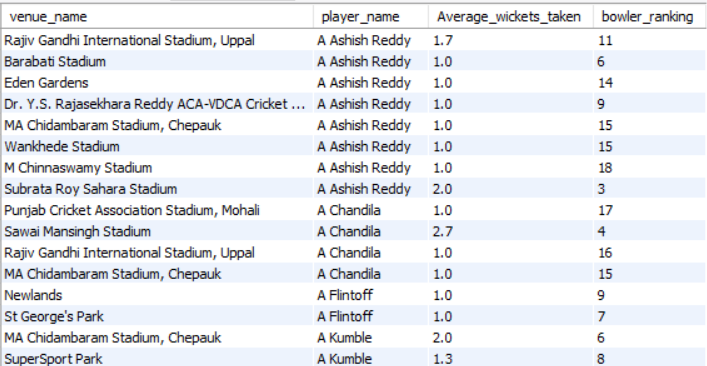 venue_name player_name Average_wickets_taken bowler_ranking
Rajiv Gandhi International Stadium, Uppal A Ashish Reddy 1.7 11
Barabati Stadium A Ashish Reddy 1.0 6
Eden Gardens A Ashish Reddy 1.0 14
Dr. Y.S. Rajasekhara Reddy ACA-VDCA Cricket ... A Ashish Reddy 1.0 9
MA Chidambaram Stadium, Chepauk A Ashish Reddy 1.0 15
Wankhede Stadium A Ashish Reddy 1.0 15
M Chinnaswamy Stadium A Ashish Reddy 1.0 18
Subrata Roy Sahara Stadium A Ashish Reddy 2.0 3
Punjab Cricket Association Stadium, Mohali A Chandila 1.0 17
Sawai Mansingh Stadium A Chandila 2.7 4
Rajiv Gandhi International Stadium, Uppal A Chandila 1.0 16
MA Chidambaram Stadium, Chepauk A Chandila 1.0 15
Newlands A Flintoff 1.0 9
St George's Park A Flintoff 1.0 7
MA Chidambaram Stadium, Chepauk A Kumble 2.0 6
SuperSport Park A Kumble 1.3 8